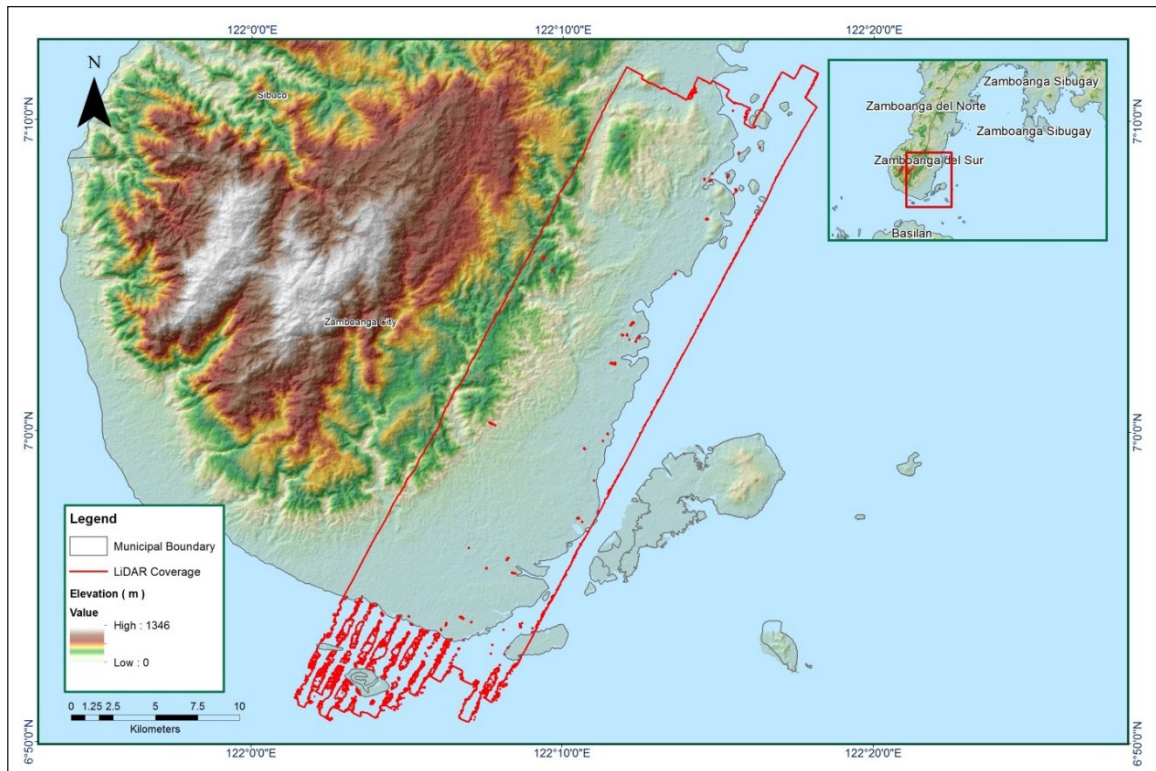 122°0'0"E
122°10'0"E
122°20'0"E
N
7°10'0"N
7°10'0"N
Sibuco
Zamboanga City
Zamboanga Sibugay
Zamboanga del Norte
Zamboanga Sibugay
Zamboanga del Sur
Basilan
7°0'0"N
7°0'0"N
Legend
Municipal Boundary
LiDAR Coverage
Elevation ( m )
Value
High : 1346
Low : 0
0 1.25 2.5 5 7.5 10
Kilometers
6°50'0"N
6°50'0"N
122°0'0"E
122°10'0"E
122°20'0"E